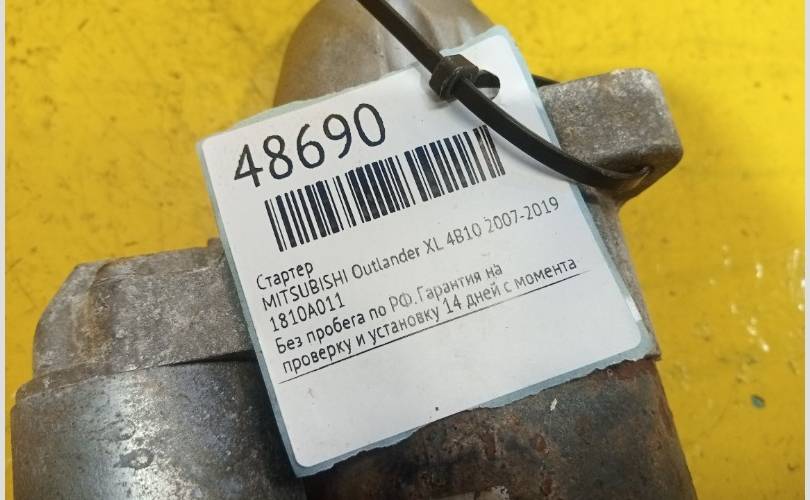 48690
Стартер
MITSUBISHI Outlander XL 4B10 2007-2019
1810A011
Без пробега по РФ.Гарантия на
проверку и установку 14 дней с момента